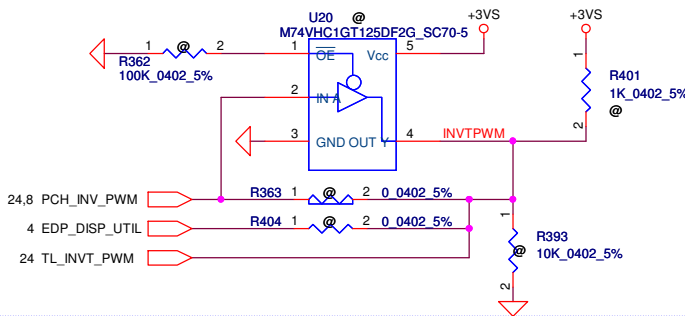 U20 @
M74VHC1GT125DF2G_SC70-5
+3VS
+3VS
1 @ 2
R362
100K_0402_5%
1 OE Vcc 5
2 IN A
3 GND OUT Y 4
INVTPWM
1
R401
1K_0402_5%
2
@
24,8 PCH_INV_PWM
R363 1 @ 2 0_0402_5%
4 EDP_DISP_UTIL
R404 1 @ 2 0_0402_5%
24 TL_INVT_PWM
1
R393
@
10K_0402_5%
2